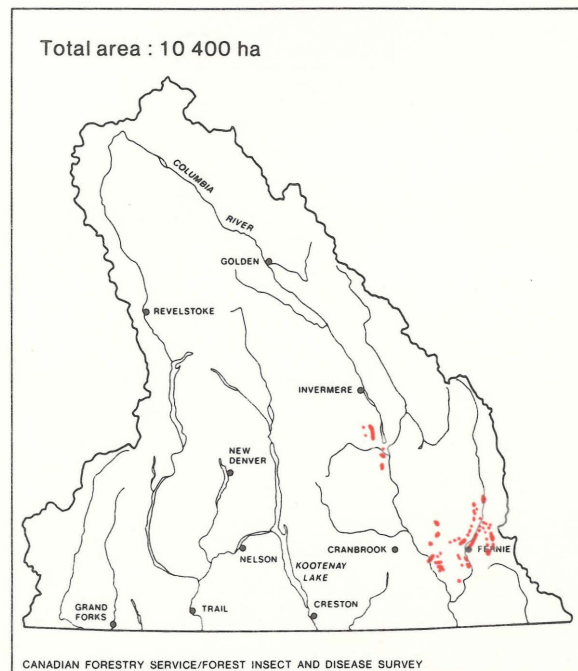 Total area : 10 400 ha
COLUMBIA
RIVER
GOLDEN
REVELSTOKE
INVERMERE
NEW
DENVER
NELSON
KOOTENAY
LAKE
CRANBROOK
FERNIE
GRAND
FORKS
TRAIL
CRESTON
CANADIAN FORESTRY SERVICE/FOREST INSECT AND DISEASE SURVEY